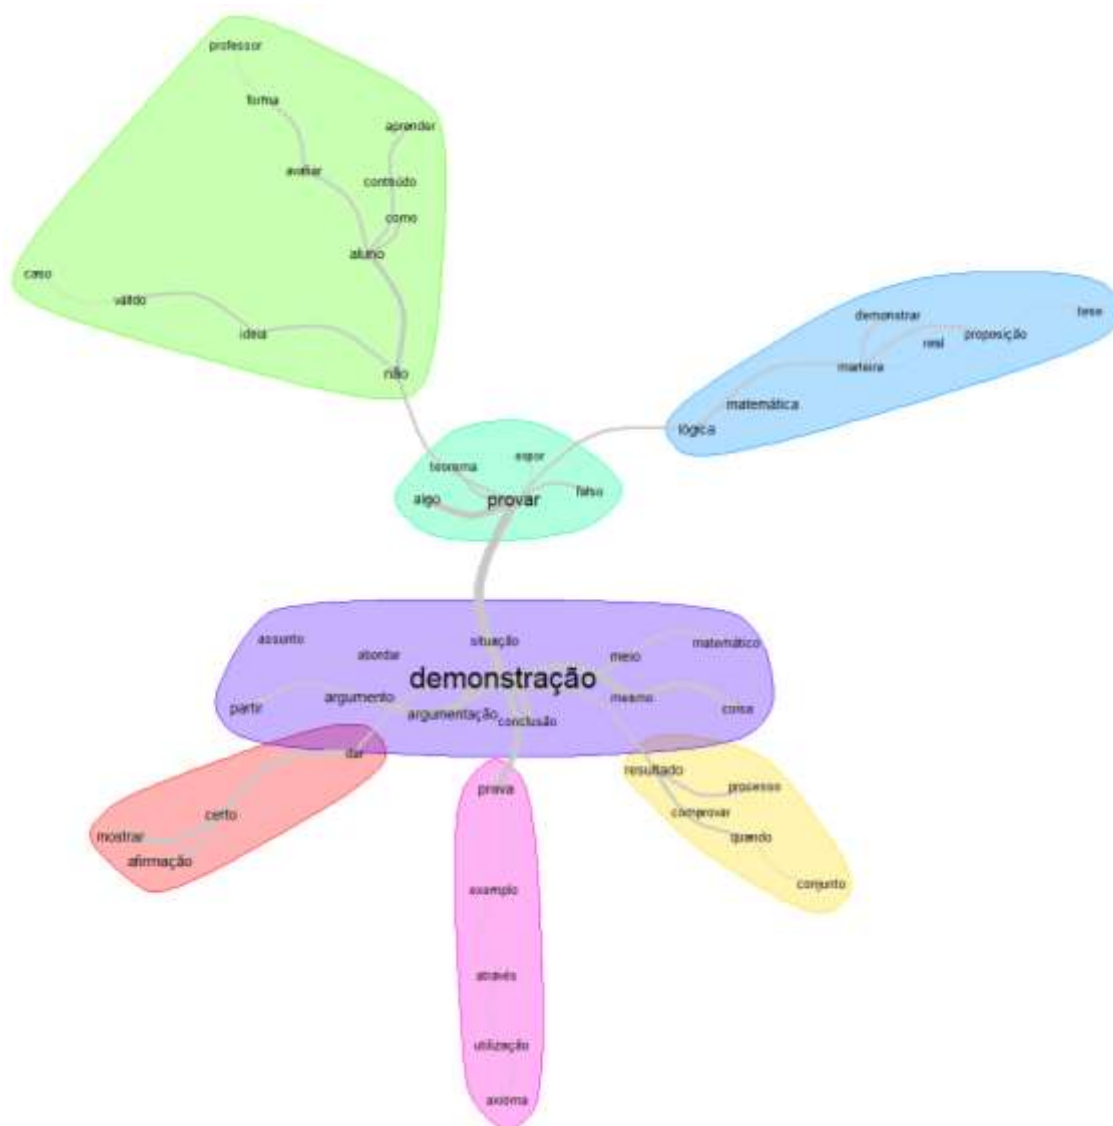 professor
forma
aprender
avaliar
conteúdo
como
aluno
caso
válido
ideia
não
demonstrar
tese
real
proposição
maneira
matemática
lógica
teorema
expor
algo
provar
falso
assunto
situação
matemático
abordar
meio
demonstração
argumento
mesmo
partir
argumentação
conclusão
coisa
dar
resultado
prova
processo
certo
comprovar
mostrar
quando
afirmação
exemplo
conjunto
através
utilização
axioma